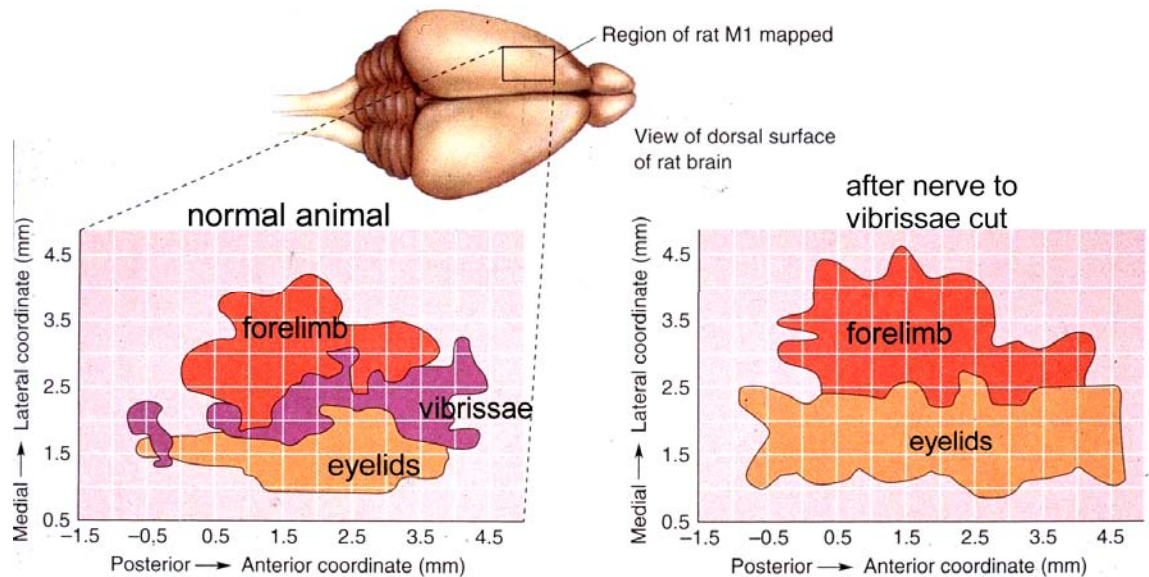 Region of rat M1 mapped
View of dorsal surface
of rat brain
normal animal
Medial → Lateral coordinate (mm)
4.5
3.5
2.5
1.5
0.5
forelimb
vibrissae
eyelids
−1.5 −0.5 0.5 1.5 2.5 3.5 4.5
Posterior → Anterior coordinate (mm)
after nerve to
vibrissae cut
Medial → Lateral coordinate (mm)
4.5
3.5
2.5
1.5
0.5
forelimb
eyelids
−1.5 −0.5 0.5 1.5 2.5 3.5 4.5
Posterior → Anterior coordinate (mm)